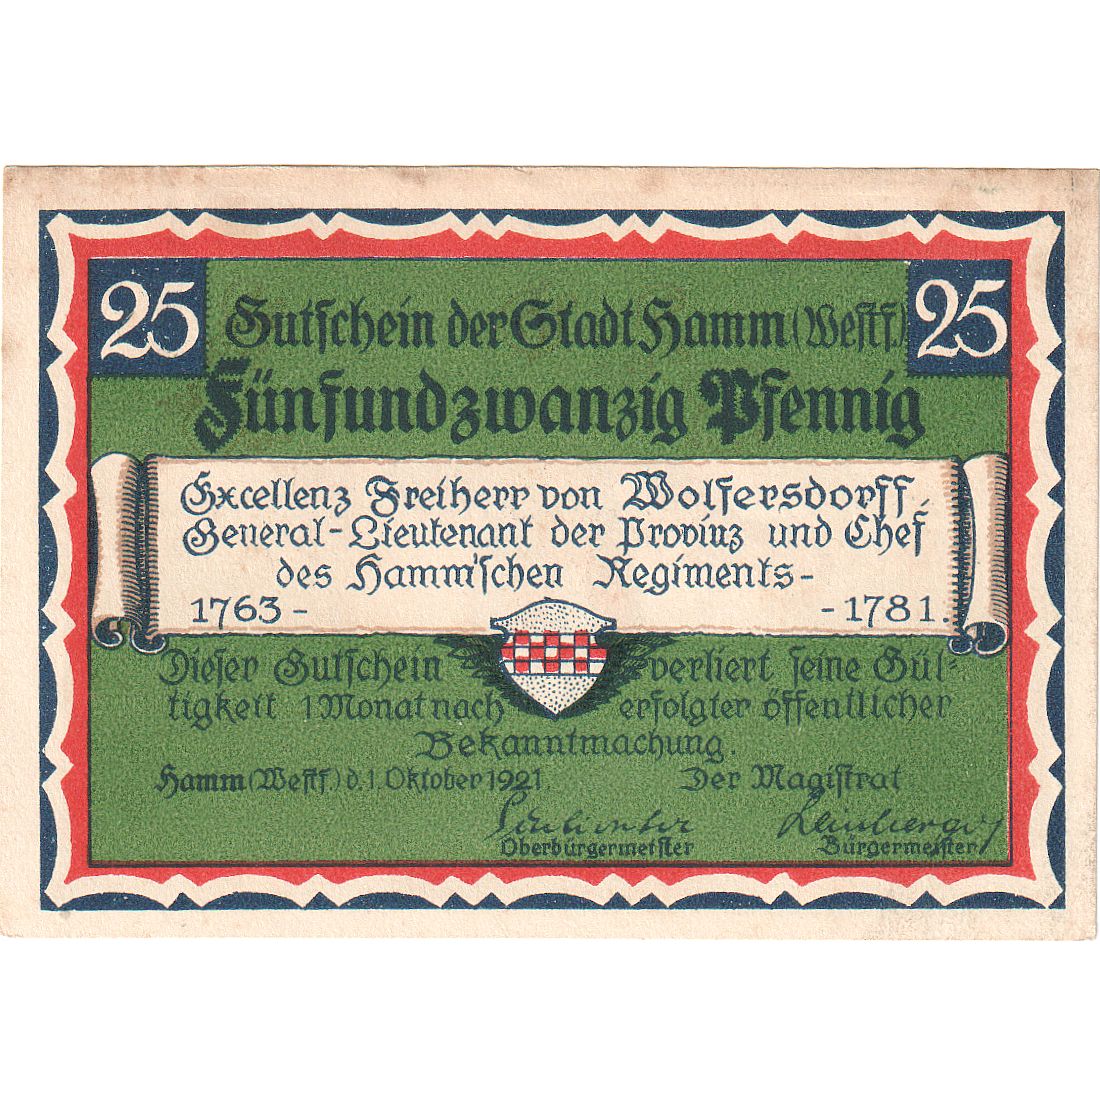 25 Gutschein der Stadt Hamm (Westf.) 25
Fünfundzwanzig Pfennig
Excellenz Freiherr von Wolfersdorff,
General-Lieutenant der Provinz und Chef
des Hamm'schen Regiments-
1763- -1781.
Dieser Gutschein verliert seine Gül
tigkeit 1 Monat nach erfolgter öffentlicher
Bekanntmachung.
Hamm (Westf) d. 1. Oktober 1921. Der Magistrat
Oberbürgermeister Bürgermeister